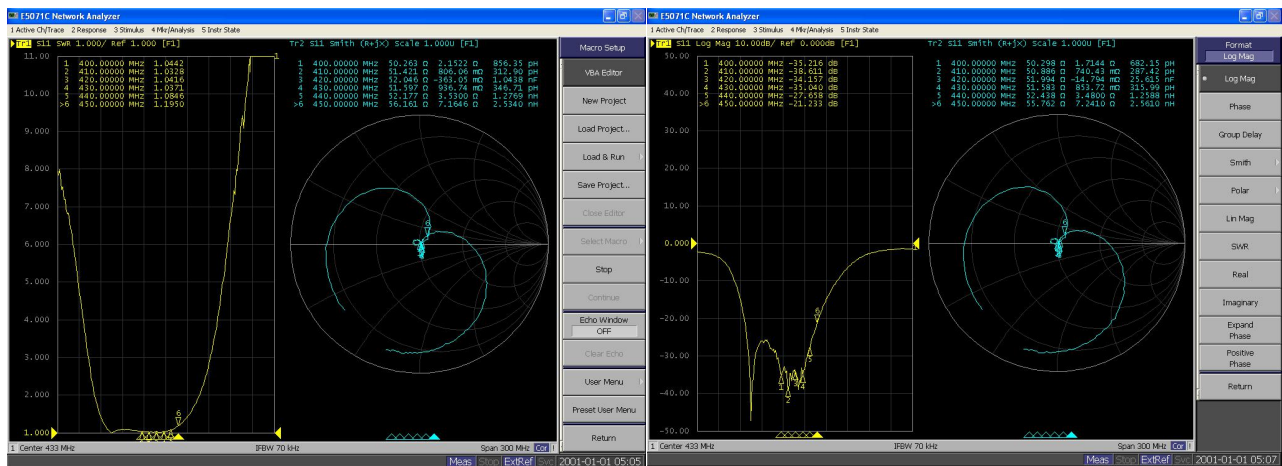 E5071C Network Analyzer
1 Active Ch/Trace 2 Response 3 Stimulus 4 Mkr/Analysis 5 Instr State
Tr1 S11 SWR 1.000/ Ref 1.000 [F1]
Tr2 S11 Smith (R+jX) Scale 1.000U [F1]
11.00
10.00
9.000
8.000
7.000
6.000
5.000
4.000
3.000
2.000
1.000
1 400.00000 MHz 1.0442
2 410.00000 MHz 1.0328
3 420.00000 MHz 1.0416
4 430.00000 MHz 1.0371
5 440.00000 MHz 1.0846
>6 450.00000 MHz 1.1950
1 400.00000 MHz 50.263 Ω 2.1522 Ω 856.35 pH
2 410.00000 MHz 51.421 Ω 806.06 mΩ 312.90 pH
3 420.00000 MHz 52.046 Ω -363.05 mΩ 1.0438 nF
4 430.00000 MHz 51.597 Ω 936.74 mΩ 346.71 pH
5 440.00000 MHz 52.177 Ω 3.5300 Ω 1.2769 nH
>6 450.00000 MHz 56.161 Ω 7.1646 Ω 2.5340 nH
1
6
6
Macro Setup
VBA Editor
New Project
Load Project...
Load & Run
Save Project...
Close Editor
Select Macro
Stop
Continue
Echo Window
OFF
Clear Echo
User Menu
Preset User Menu
Return
1 Center 433 MHz
IFBW 70 kHz
Span 300 MHz Cor !
Meas Stop ExtRef Svc 2001-01-01 05:05
E5071C Network Analyzer
1 Active Ch/Trace 2 Response 3 Stimulus 4 Mkr/Analysis 5 Instr State
Tr1 S11 Log Mag 10.00dB/ Ref 0.000dB [F1]
Tr2 S11 Smith (R+jX) Scale 1.000U [F1]
50.00
40.00
30.00
20.00
10.00
0.000
-10.00
-20.00
-30.00
-40.00
-50.00
1 400.00000 MHz -35.216 dB
2 410.00000 MHz -38.611 dB
3 420.00000 MHz -34.157 dB
4 430.00000 MHz -35.040 dB
5 440.00000 MHz -27.658 dB
>6 450.00000 MHz -21.233 dB
1 400.00000 MHz 50.298 Ω 1.7144 Ω 682.15 pH
2 410.00000 MHz 50.886 Ω 740.43 mΩ 287.42 pH
3 420.00000 MHz 51.994 Ω -14.794 mΩ 25.615 nF
4 430.00000 MHz 51.583 Ω 853.72 mΩ 315.99 pH
5 440.00000 MHz 52.438 Ω 3.4800 Ω 1.2588 nH
>6 450.00000 MHz 55.762 Ω 7.2410 Ω 2.5610 nH
1
2
4
5
6
Format
Log Mag
Log Mag
Phase
Group Delay
Smith
Polar
Lin Mag
SWR
Real
Imaginary
Expand
Phase
Positive
Phase
Return
1 Center 433 MHz
IFBW 70 kHz
Span 300 MHz Cor !
Meas Stop ExtRef Svc 2001-01-01 05:07